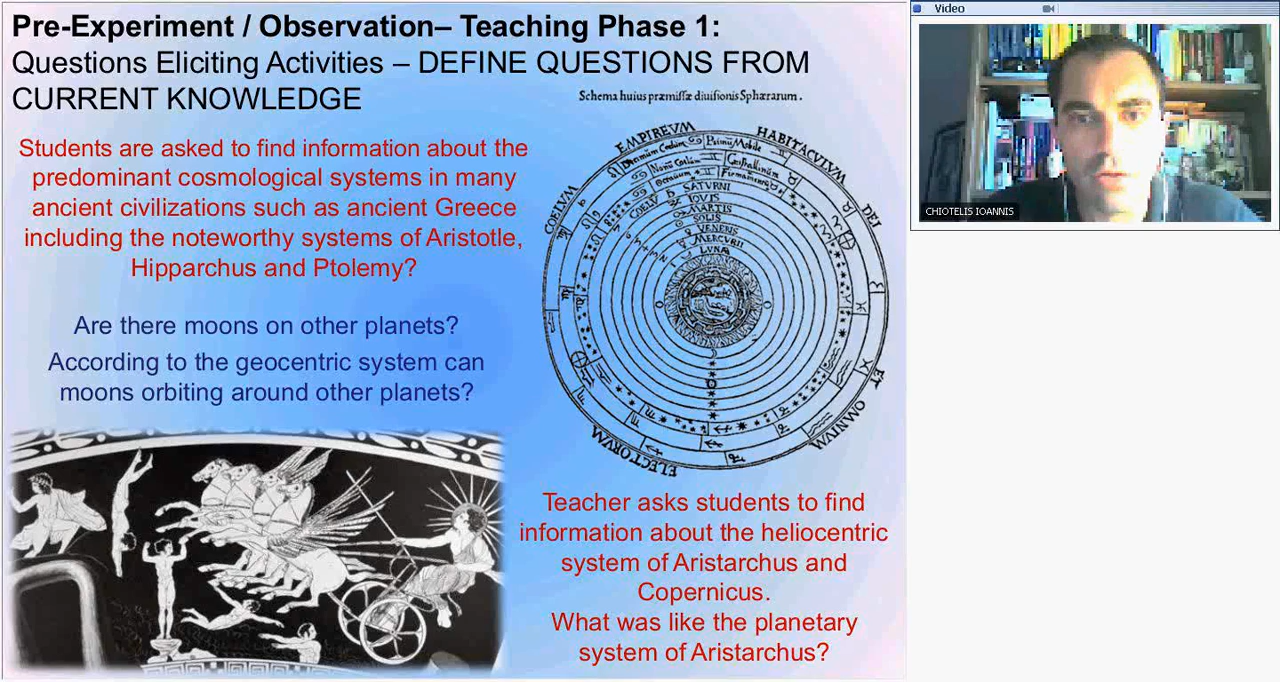 Pre-Experiment / Observation– Teaching Phase 1:
Questions Eliciting Activities – DEFINE QUESTIONS FROM
CURRENT KNOWLEDGE
Students are asked to find information about the
predominant cosmological systems in many
ancient civilizations such as ancient Greece
including the noteworthy systems of Aristotle,
Hipparchus and Ptolemy?
Are there moons on other planets?
According to the geocentric system can
moons orbiting around other planets?
Schema huius præmissæ diuisionis Sphærarum.
COELVM
EMPIREVM
HABITACVLVM
DEI
ET
OMNIVM
ELECTORVM
SATVRNI
IOVIS
MARTIS
SOLIS
VENERIS
MERCVRII
LVNÆ
Teacher asks students to find
information about the heliocentric
system of Aristarchus and
Copernicus.
What was like the planetary
system of Aristarchus?
Video
CHIOTELIS IOANNIS